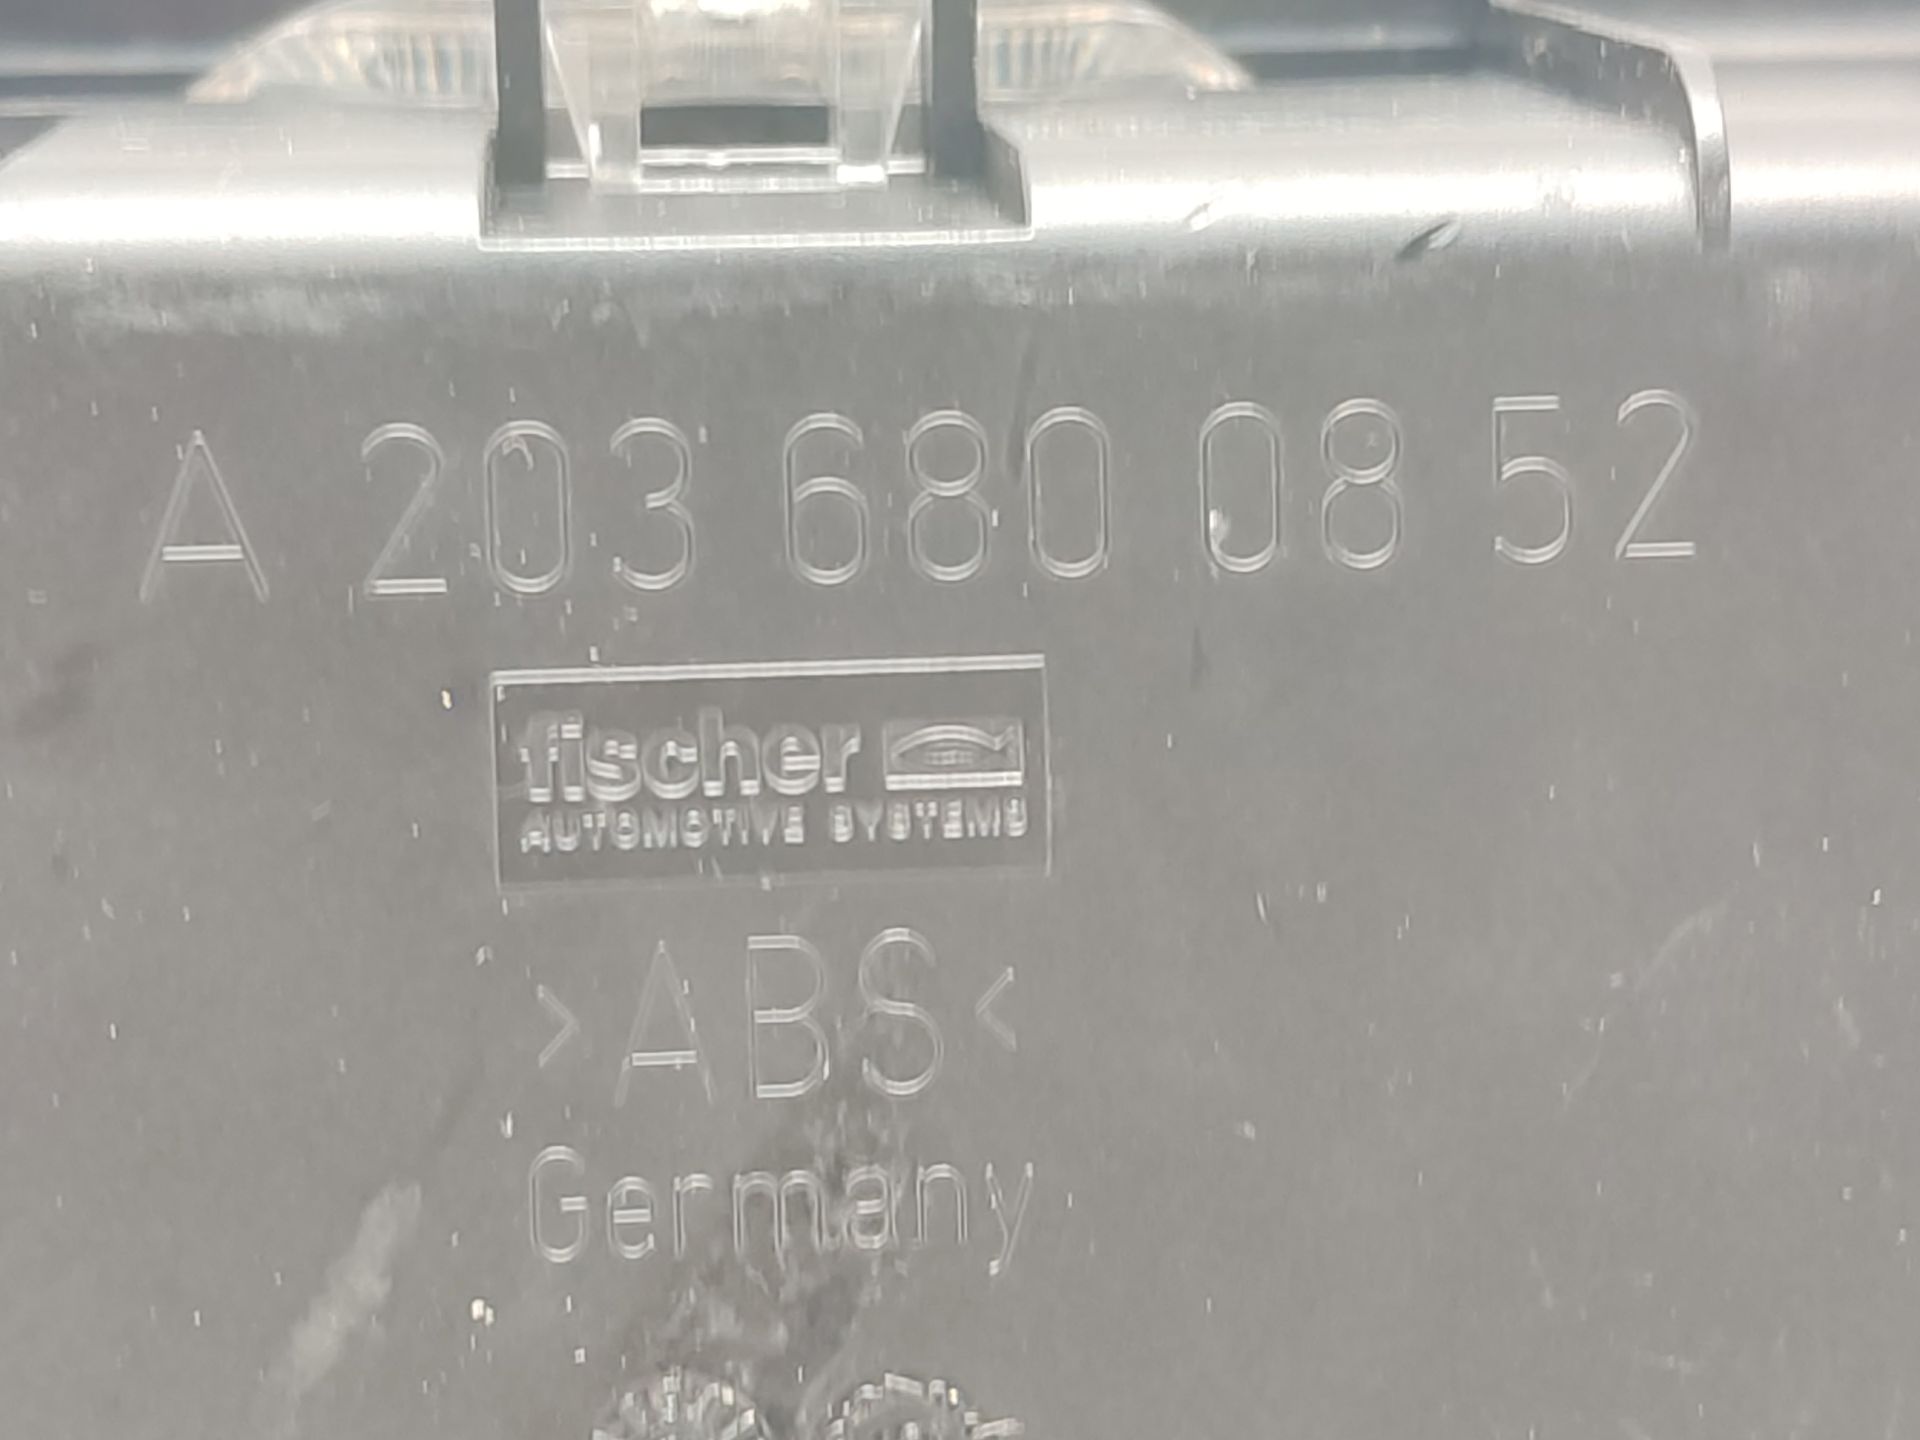 A 203 680 08 52
fischer
AUTOMOTIVE SYSTEMS
>ABS<
Germany